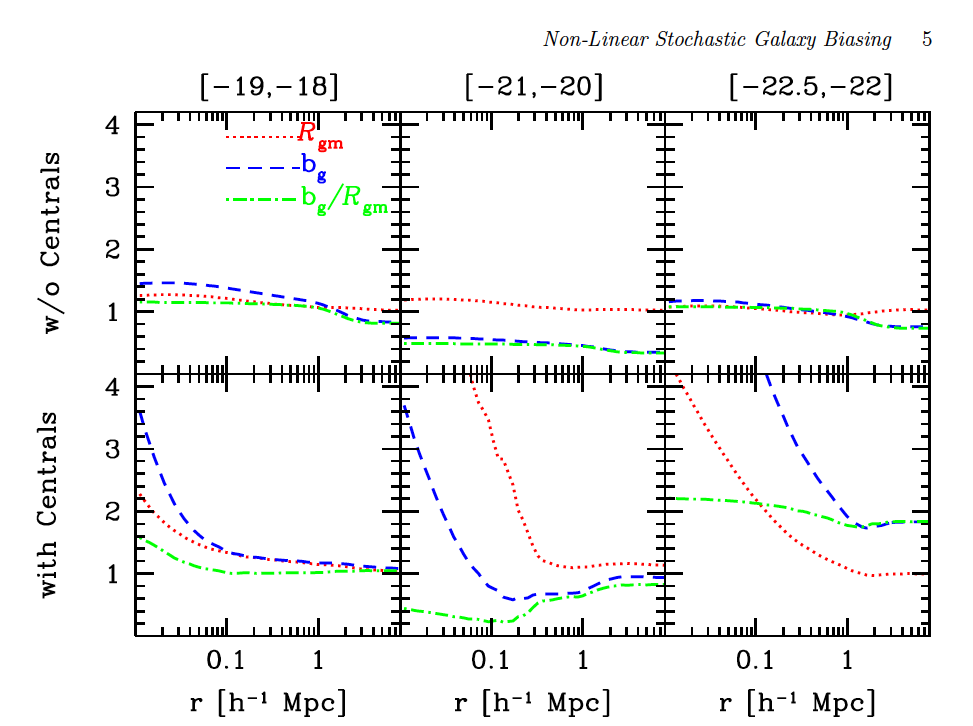 Non-Linear Stochastic Galaxy Biasing 5
[−19,−18] [−21,−20] [−22.5,−22]
w/o Centrals
4
3
2
1
R_gm
b_g
b_g/R_gm
with Centrals
4
3
2
1
0.1 1 0.1 1 0.1 1
r [h⁻¹ Mpc] r [h⁻¹ Mpc] r [h⁻¹ Mpc]